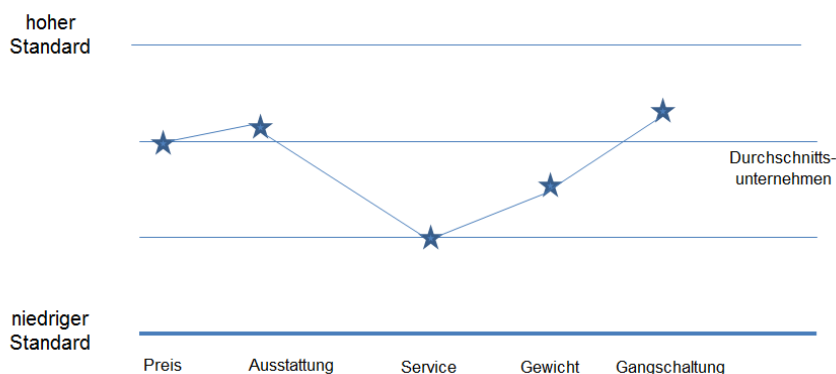 hoher
Standard
Durchschnitts-
unternehmen
niedriger
Standard
Preis
Ausstattung
Service
Gewicht
Gangschaltung